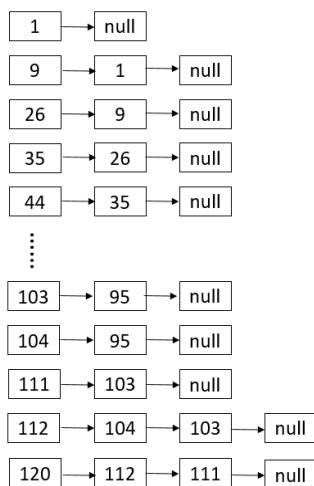 1 null
9 1 null
26 9 null
35 26 null
44 35 null
......
103 95 null
104 95 null
111 103 null
112 104 103 null
120 112 111 null